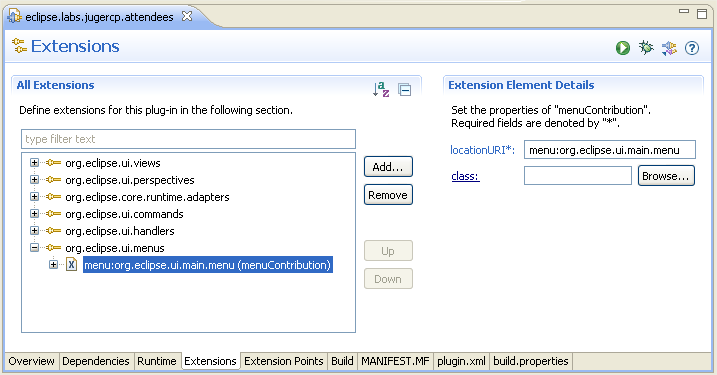 eclipse.labs.jugercp.attendees
Extensions
All Extensions
Define extensions for this plug-in in the following section.
type filter text
org.eclipse.ui.views
org.eclipse.ui.perspectives
org.eclipse.core.runtime.adapters
org.eclipse.ui.commands
org.eclipse.ui.handlers
org.eclipse.ui.menus
menu:org.eclipse.ui.main.menu (menuContribution)
Add...
Remove
Up
Down
Extension Element Details
Set the properties of "menuContribution".
Required fields are denoted by "*".
locationURI*: menu:org.eclipse.ui.main.menu
class: Browse...
Overview Dependencies Runtime Extensions Extension Points Build MANIFEST.MF plugin.xml build.properties